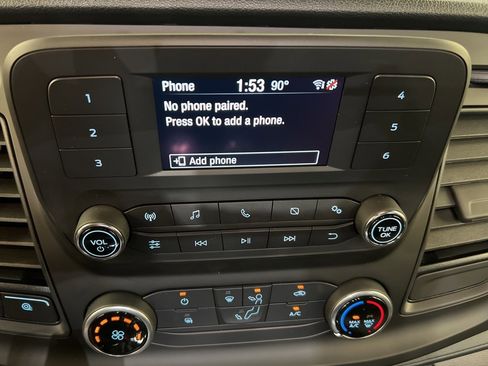 Phone 1:53 90°
No phone paired.
Press OK to add a phone.
Add phone
1
2
3
4
5
6
VOL
TUNE
OK
A/C
MAX
A/C
MAX